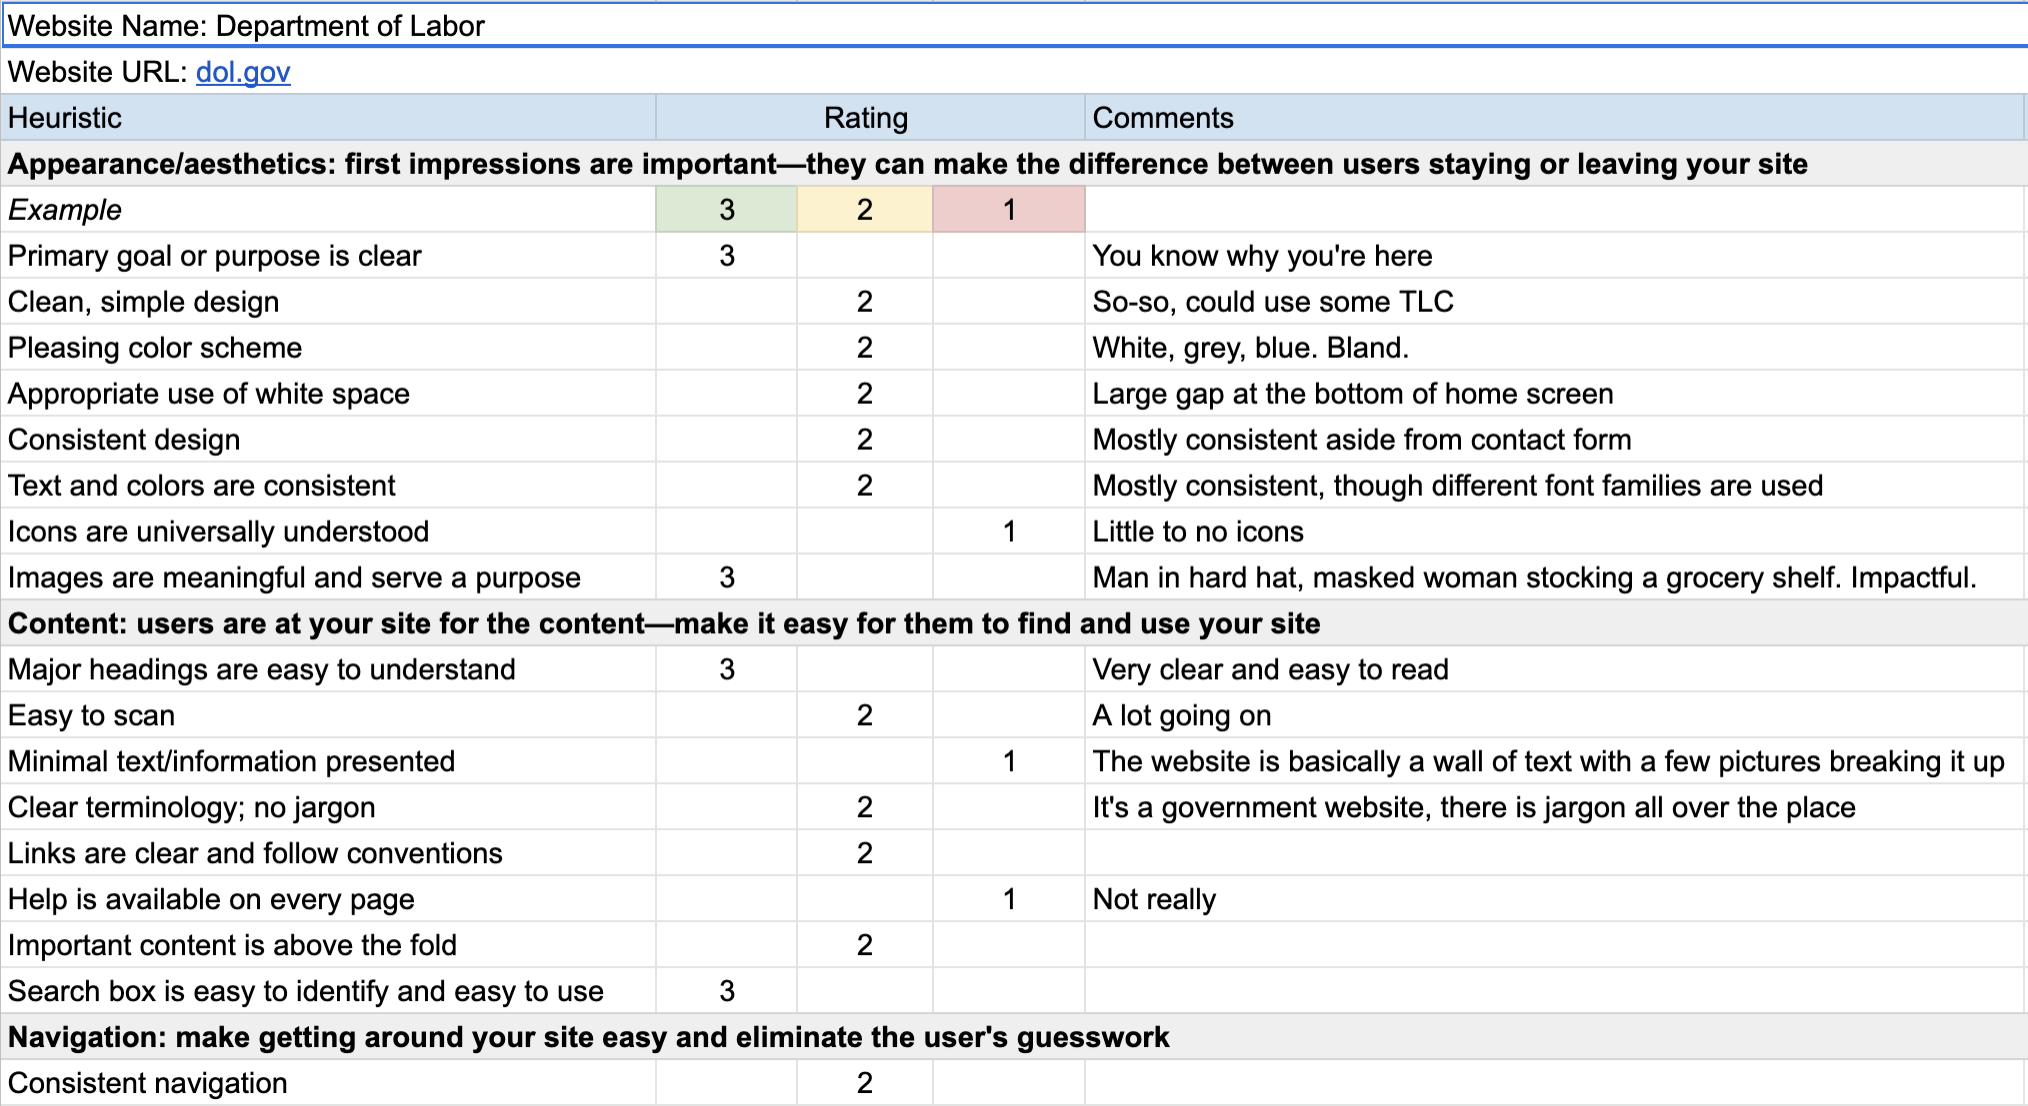 Website Name: Department of Labor
Website URL: dol.gov
Heuristic Rating Comments
Appearance/aesthetics: first impressions are important—they can make the difference between users staying or leaving your site
Example 3 2 1
Primary goal or purpose is clear 3 You know why you're here
Clean, simple design 2 So-so, could use some TLC
Pleasing color scheme 2 White, grey, blue. Bland.
Appropriate use of white space 2 Large gap at the bottom of home screen
Consistent design 2 Mostly consistent aside from contact form
Text and colors are consistent 2 Mostly consistent, though different font families are used
Icons are universally understood 1 Little to no icons
Images are meaningful and serve a purpose 3 Man in hard hat, masked woman stocking a grocery shelf. Impactful.
Content: users are at your site for the content—make it easy for them to find and use your site
Major headings are easy to understand 3 Very clear and easy to read
Easy to scan 2 A lot going on
Minimal text/information presented 1 The website is basically a wall of text with a few pictures breaking it up
Clear terminology; no jargon 2 It's a government website, there is jargon all over the place
Links are clear and follow conventions 2
Help is available on every page 1 Not really
Important content is above the fold 2
Search box is easy to identify and easy to use 3
Navigation: make getting around your site easy and eliminate the user's guesswork
Consistent navigation 2